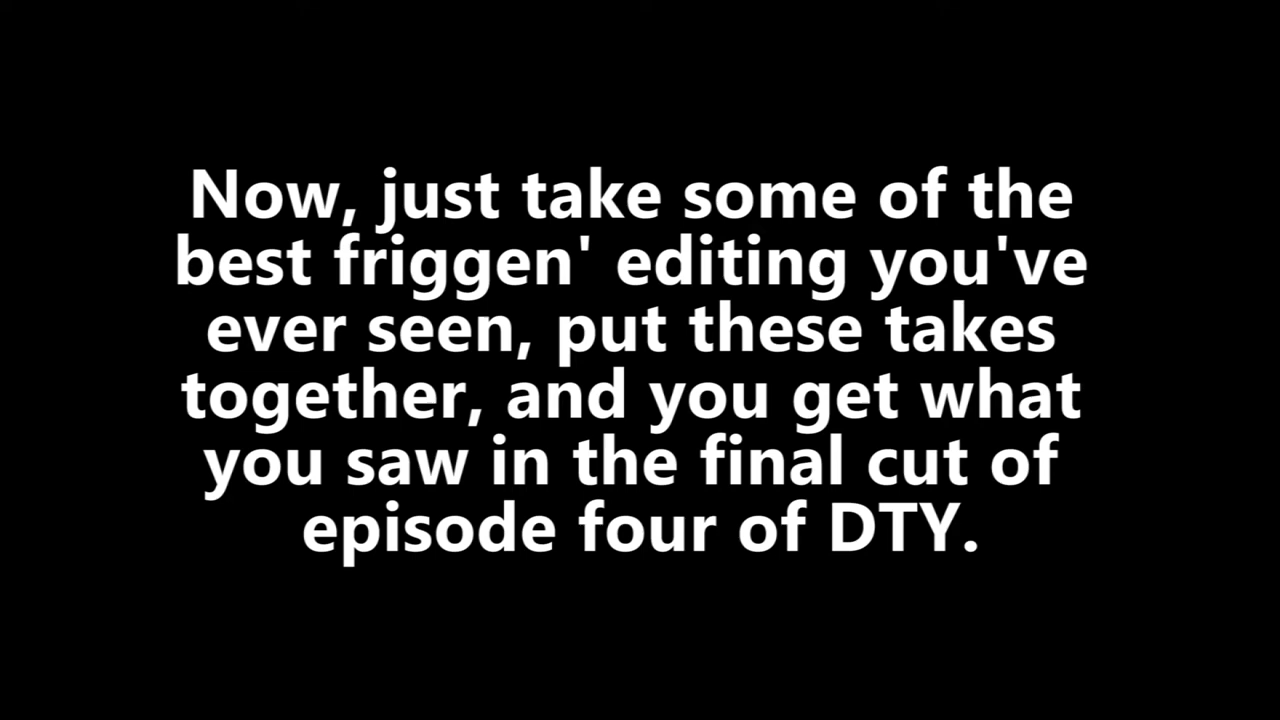 Now, just take some of the
best friggen' editing you've
ever seen, put these takes
together, and you get what
you saw in the final cut of
episode four of DTY.